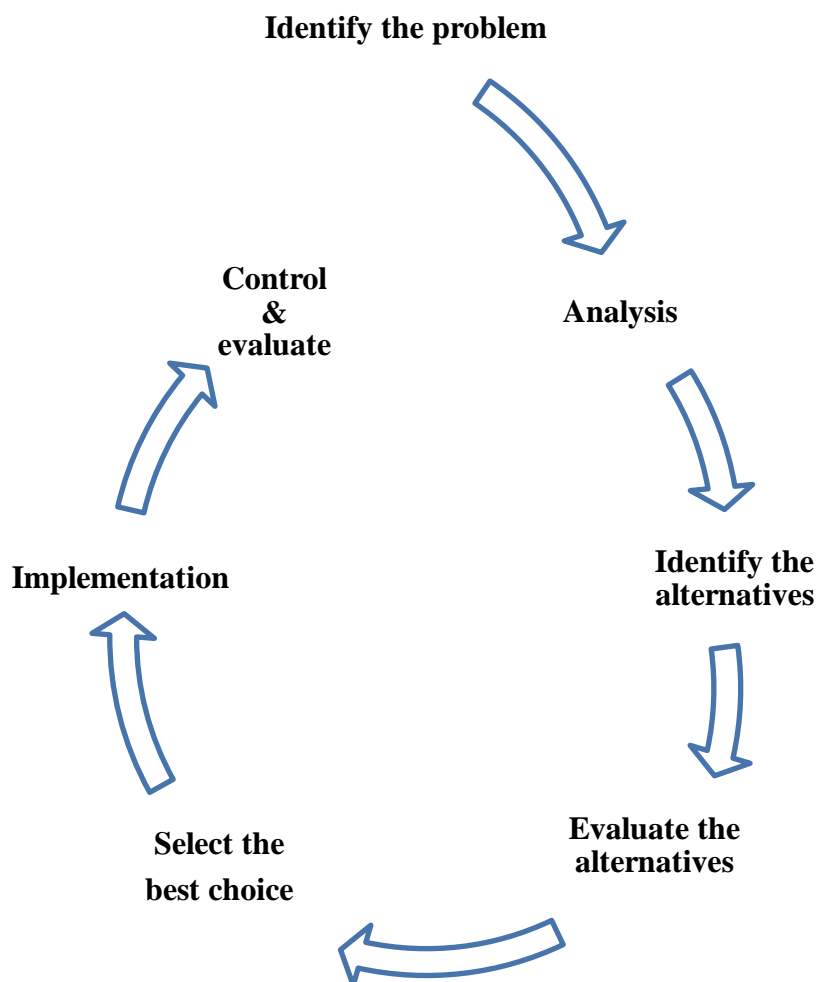 Identify the problem
Control
&
evaluate
Analysis
Identify the
alternatives
Implementation
Evaluate the
alternatives
Select the
best choice